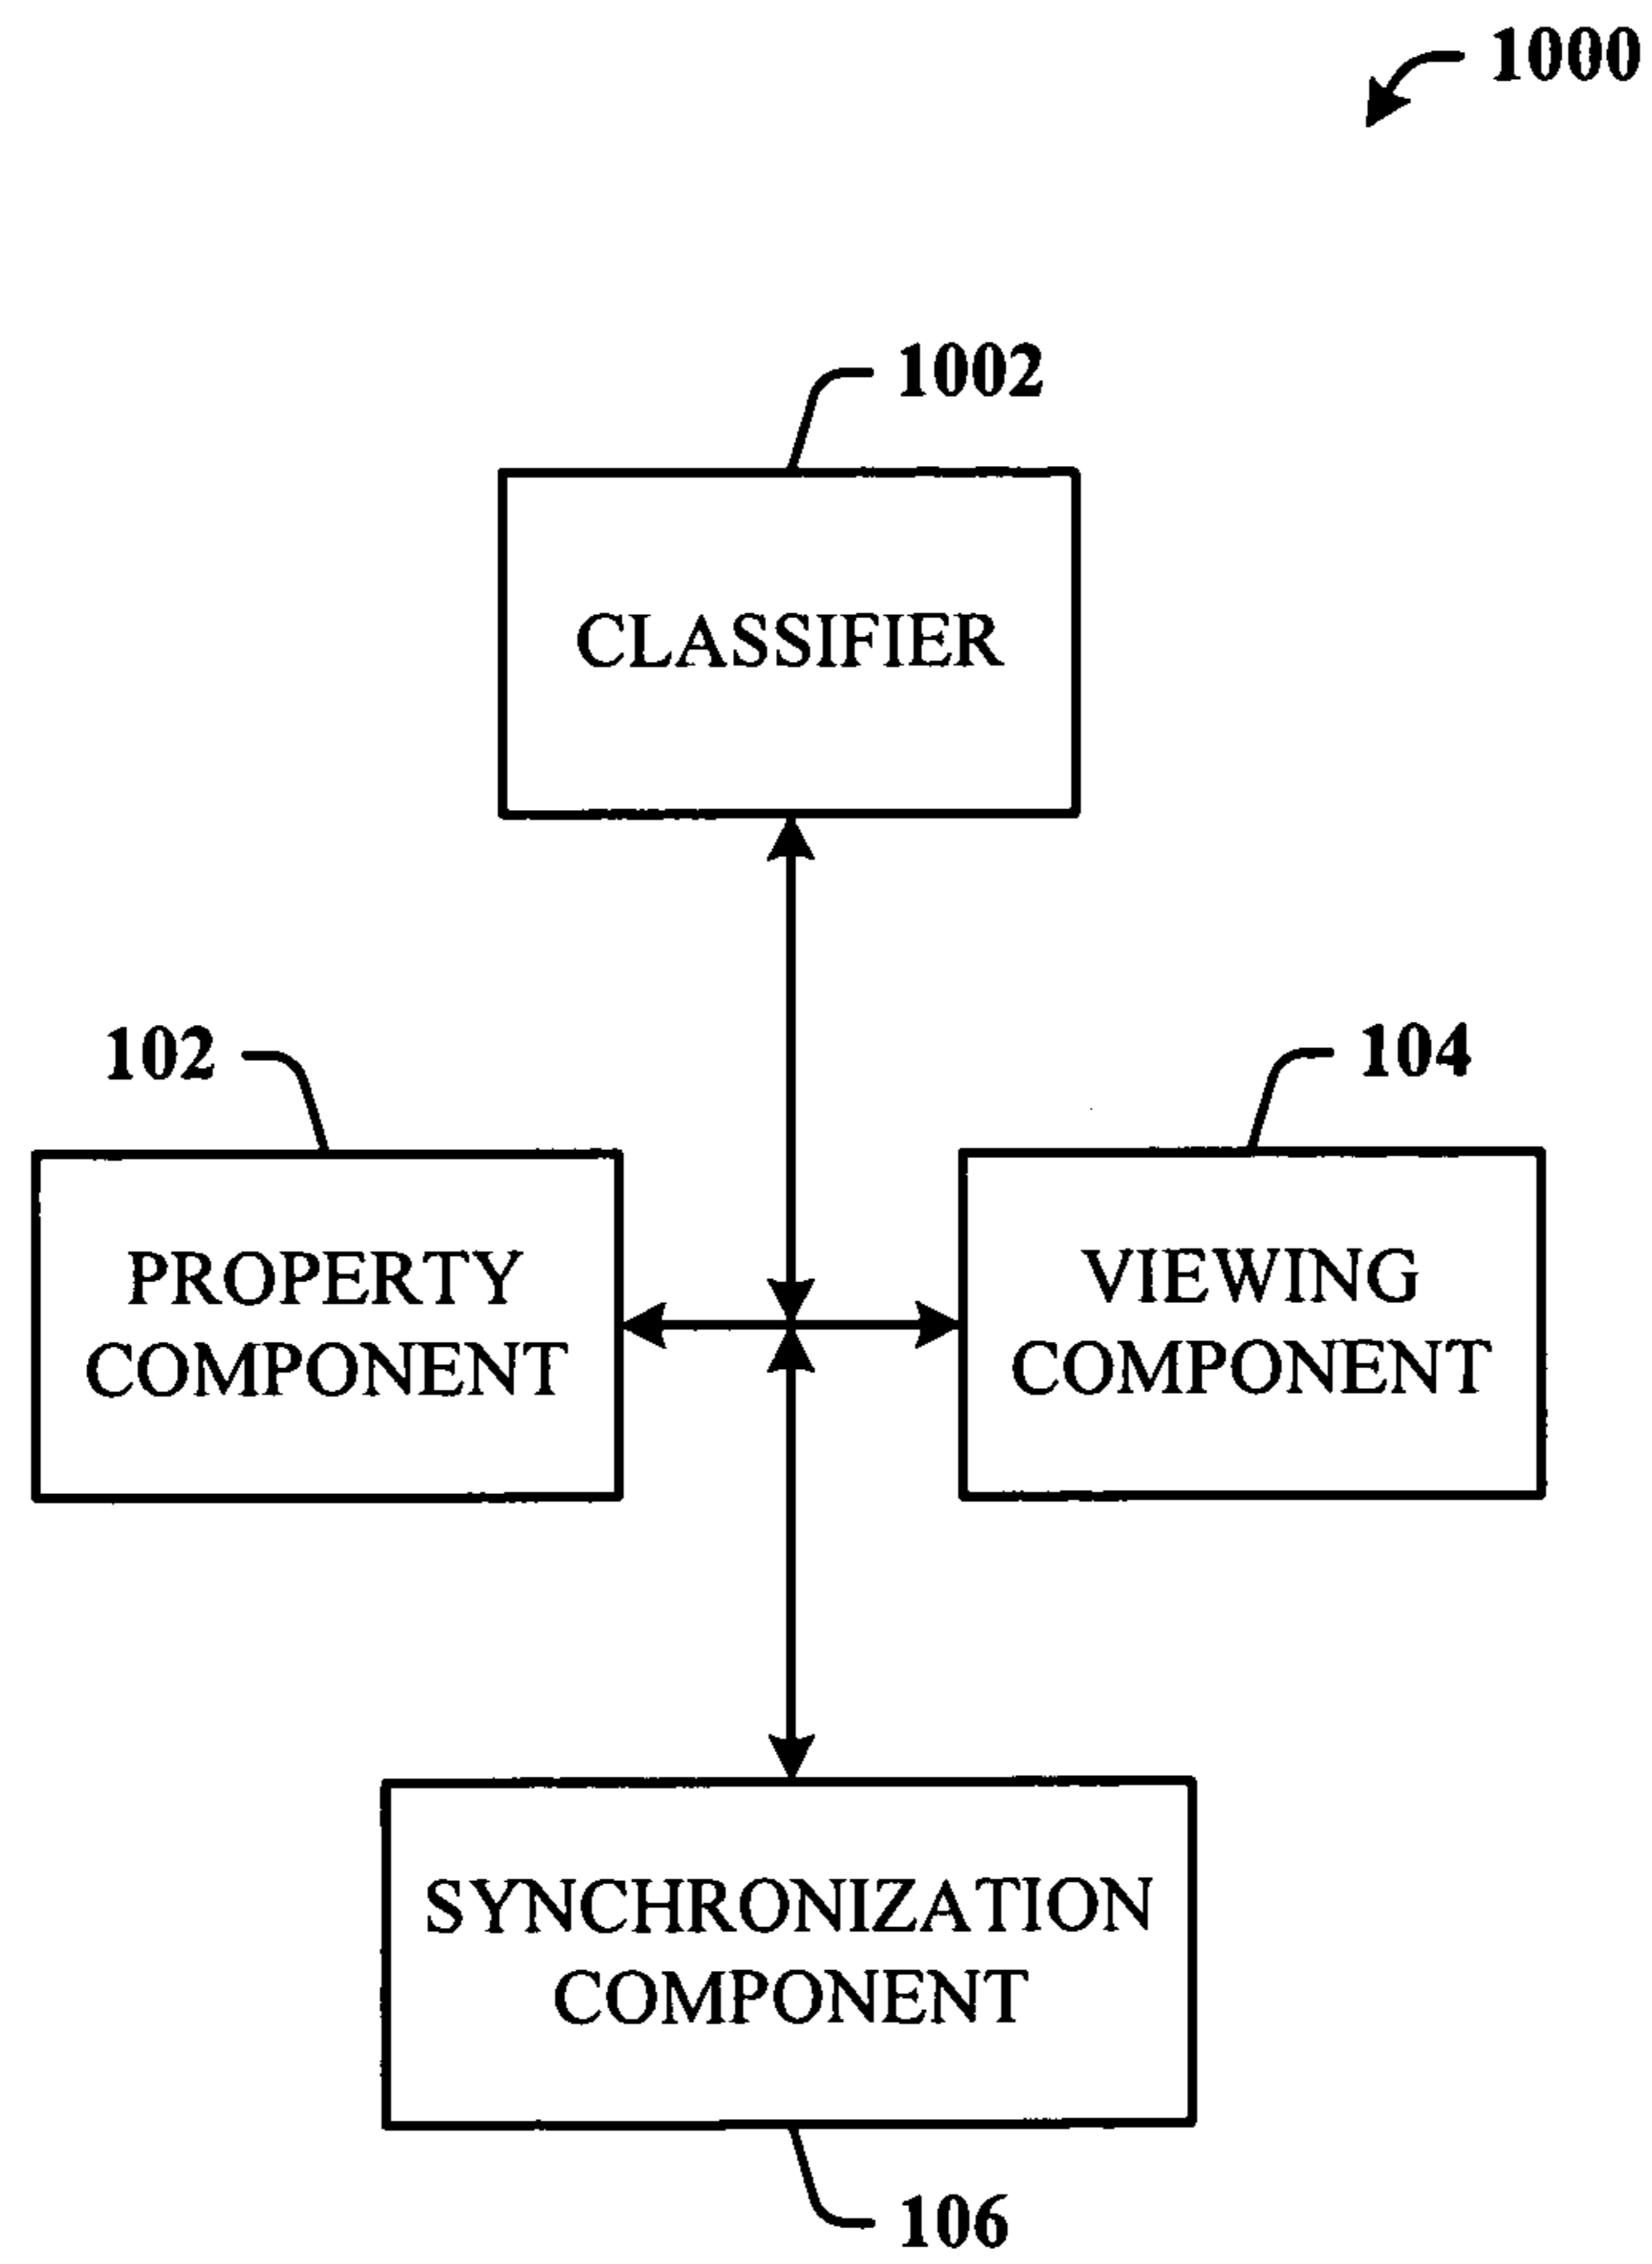 1000
1002
CLASSIFIER
102
104
PROPERTY
COMPONENT
VIEWING
COMPONENT
SYNCHRONIZATION
COMPONENT
106